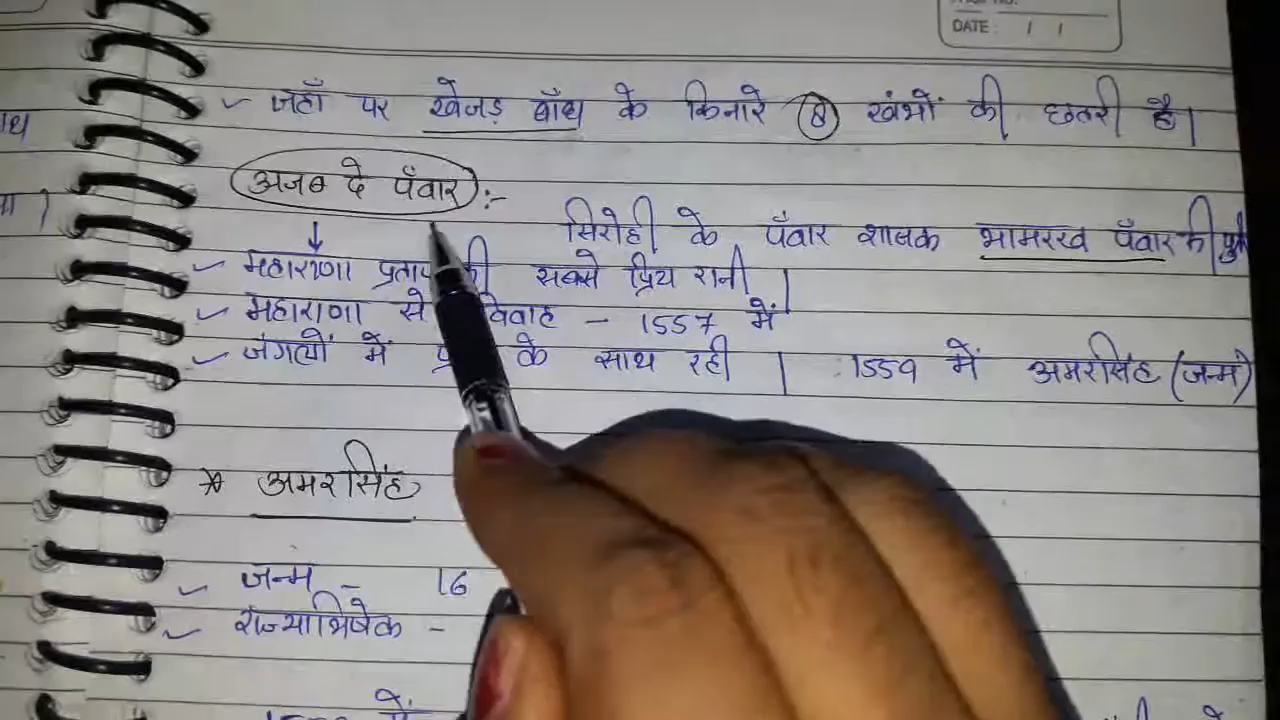 DATE: / /
जहाँ पर खेजड़ बाँध के किनारे 8 खंभों की छतरी है।
अजब दे पँवार :-
सिरोही के पँवार शासक मामरख पँवार की पुत्री
महाराणा प्रताप की सबसे प्रिय रानी।
महाराणा से विवाह - 1557 में
जंगलों में के साथ रही | 1559 में अमरसिंह (जन्म)
* अमरसिंह
जन्म - 16
राज्याभिषेक -
में